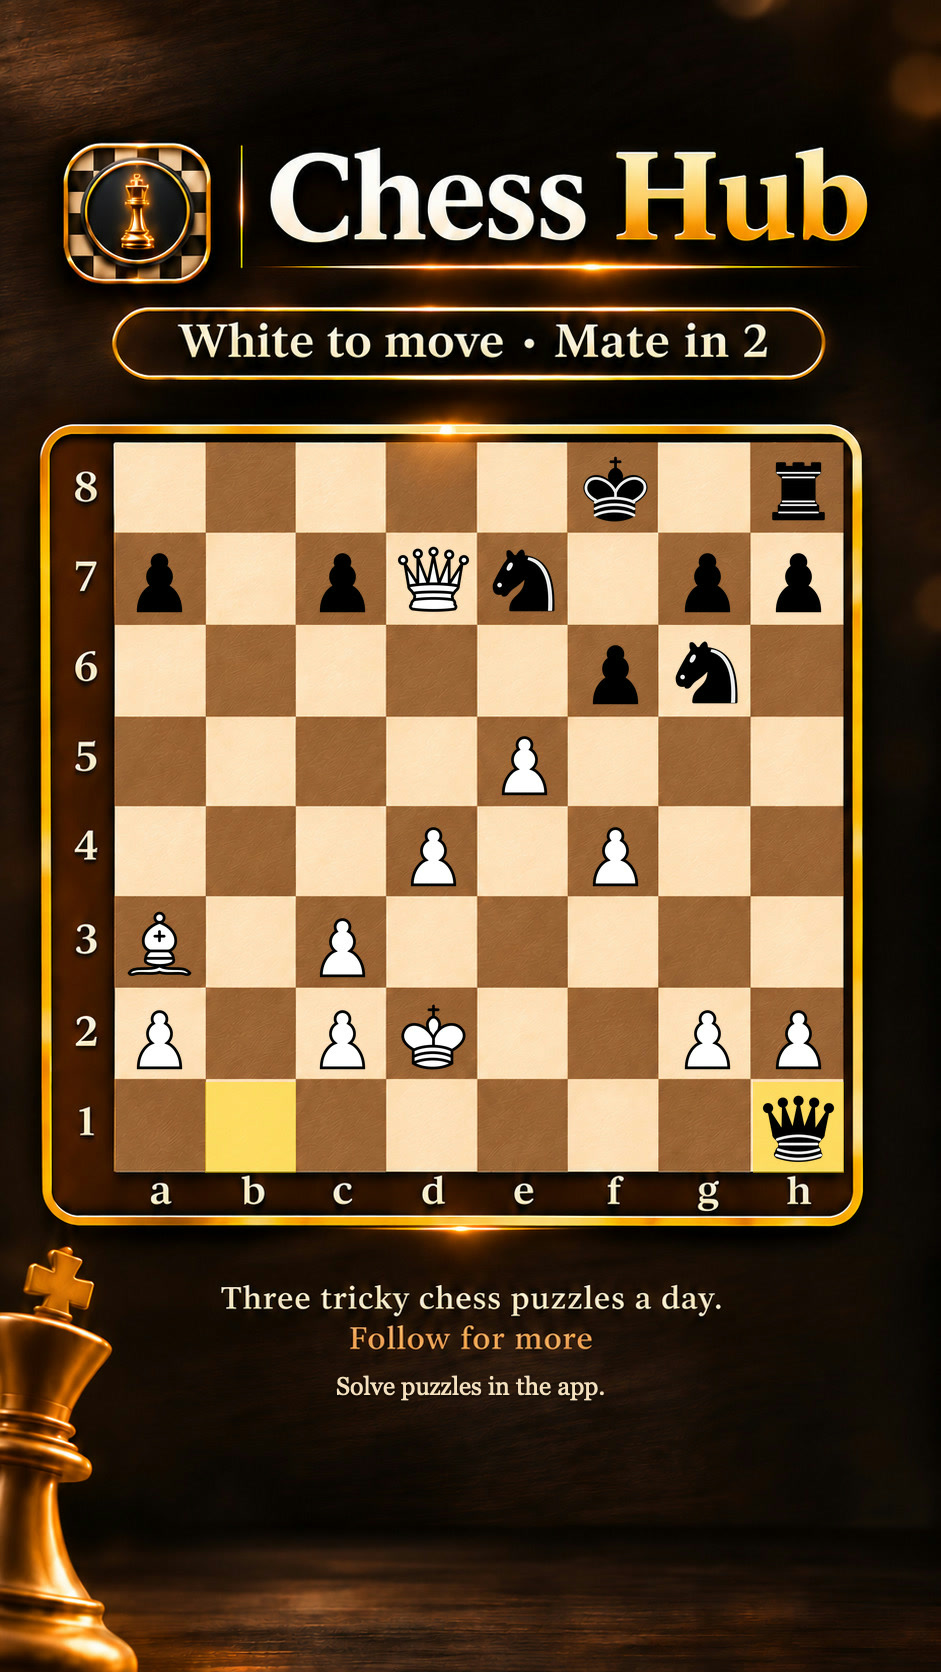 Chess Hub
White to move • Mate in 2
8
7
6
5
4
3
2
1
a b c d e f g h
Three tricky chess puzzles a day.
Follow for more
Solve puzzles in the app.